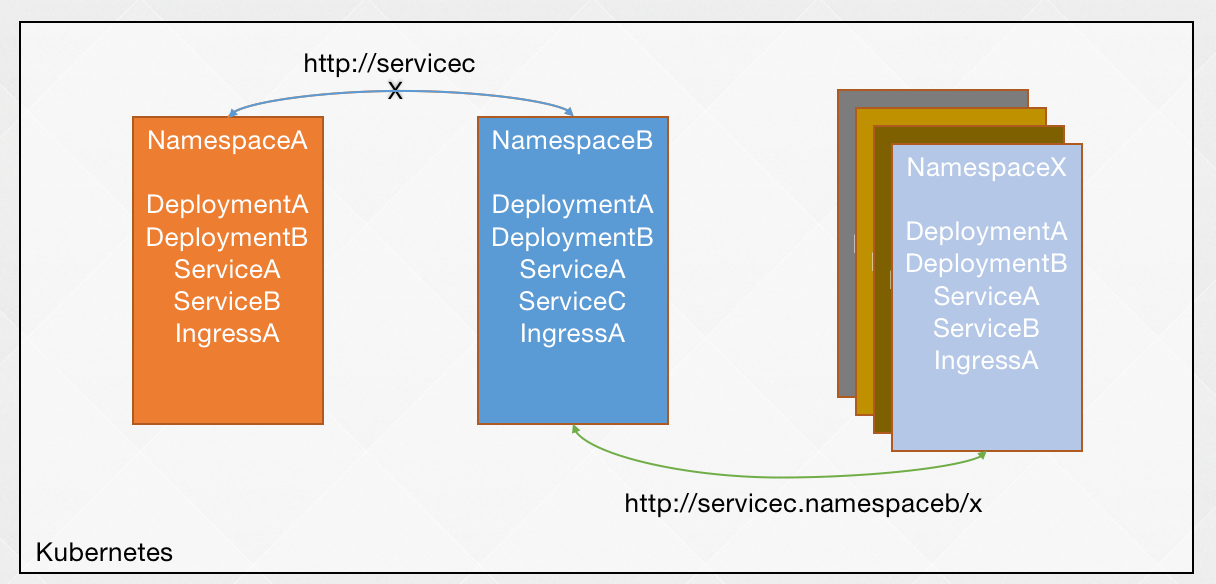 http://servicec
X
NamespaceA
DeploymentA
DeploymentB
ServiceA
ServiceB
IngressA
NamespaceB
DeploymentA
DeploymentB
ServiceA
ServiceC
IngressA
NamespaceX
DeploymentA
DeploymentB
ServiceA
ServiceB
IngressA
http://servicec.namespaceb/x
Kubernetes